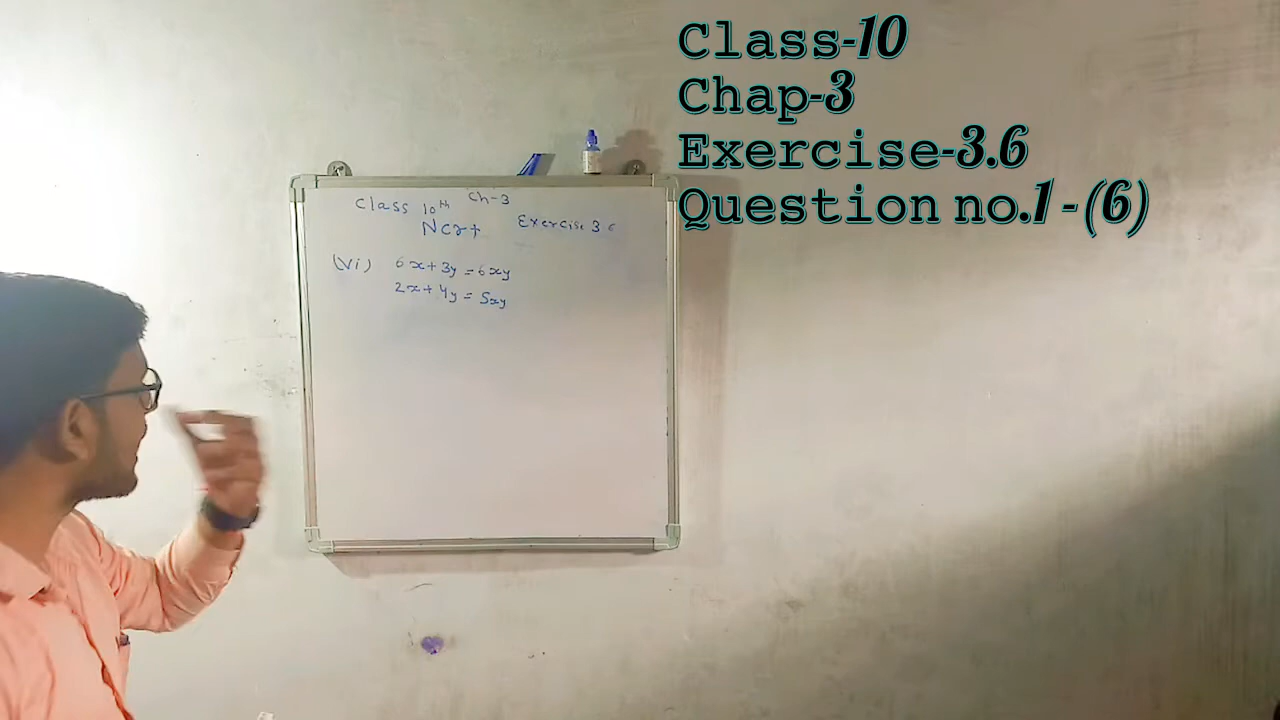 Class-10
Chap-3
Exercise-3.6
Question no.1-(6)
Class 10th Ch-3
Ncrt Exercise 3 6
(Vi) 6x+3y=6xy
2x+4y=5xy